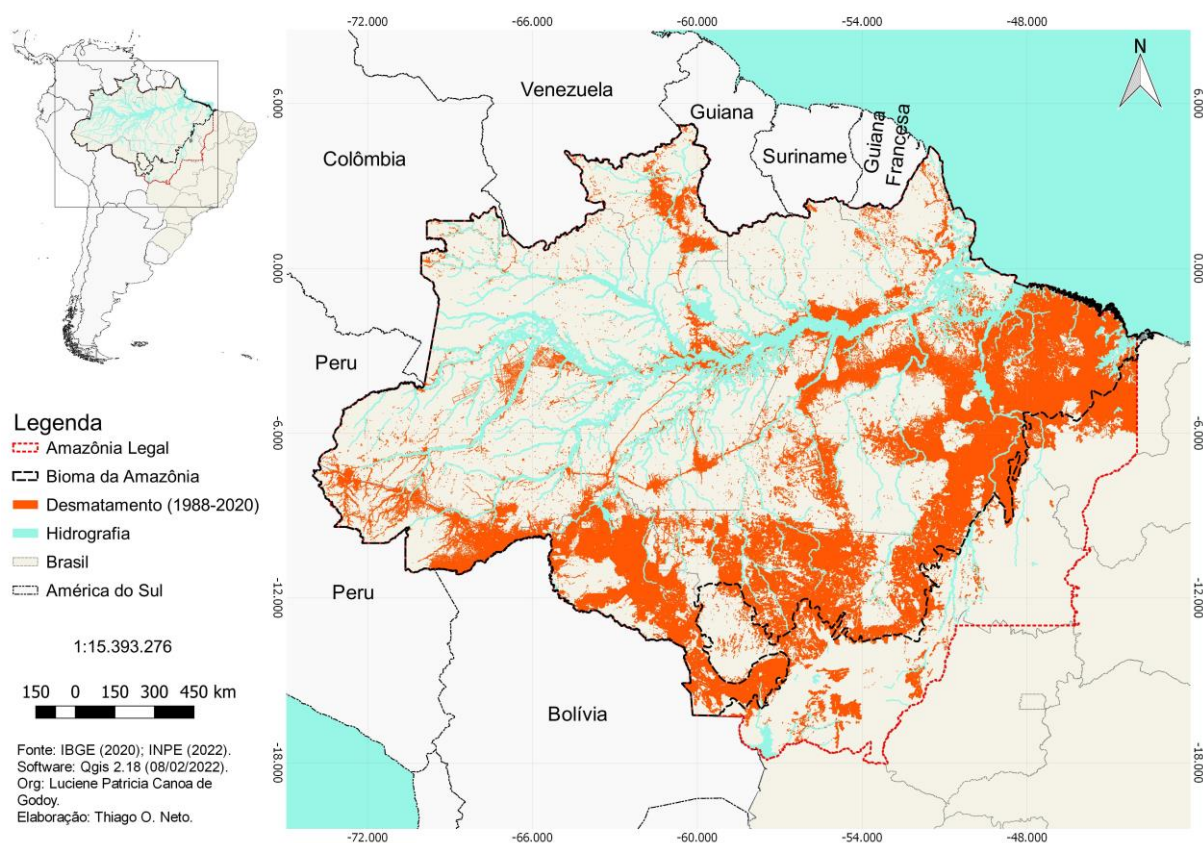 -72.000 -66.000 -60.000 -54.000 -48.000
N
6.000
6.000
Venezuela
Guiana
Suriname
Guiana
Francesa
Colômbia
0.000
0.000
Peru
Legenda
Amazônia Legal
Bioma da Amazônia
Desmatamento (1988-2020)
Hidrografia
Brasil
América do Sul
-6.000
-6.000
Peru
-12.000
-12.000
1:15.393.276
150 0 150 300 450 km
Bolívia
-18.000
-18.000
Fonte: IBGE (2020); INPE (2022).
Software: Qgis 2.18 (08/02/2022).
Org: Luciene Patricia Canoa de
Godoy.
Elaboração: Thiago O. Neto.
-72.000 -66.000 -60.000 -54.000 -48.000